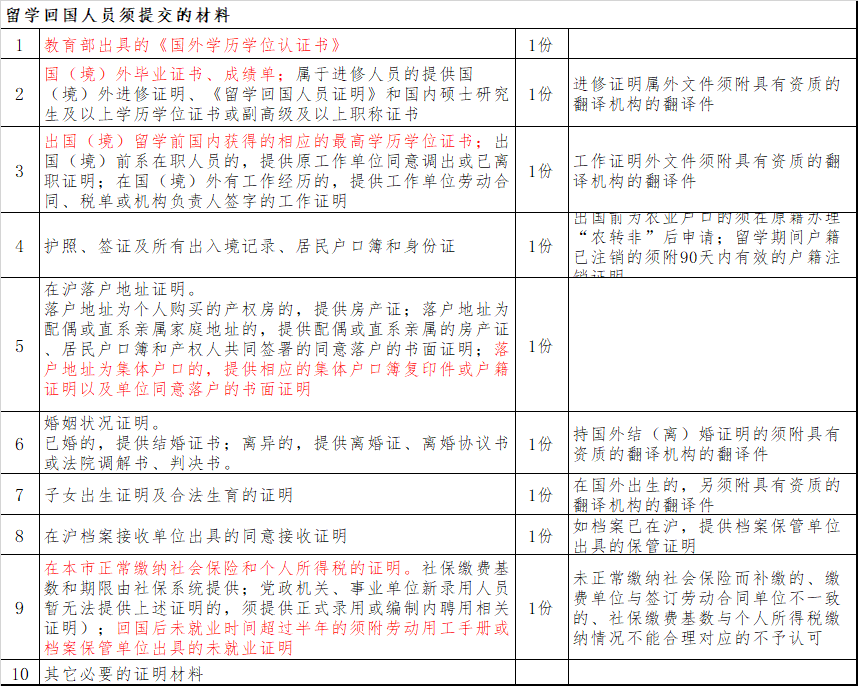 留学回国人员须提交的材料
1 教育部出具的《国外学历学位认证书》 1份
2 国（境）外毕业证书、成绩单；属于进修人员的提供国
（境）外进修证明、《留学回国人员证明》和国内硕士研究
生及以上学历学位证书或副高级及以上职称证书
1份
进修证明属外文件须附具有资质的
翻译机构的翻译件
3 出国（境）留学前国内获得的相应的最高学历学位证书；出
国（境）前系在职人员的，提供原工作单位同意调出或已离
职证明；在国（境）外有工作经历的，提供工作单位劳动合
同、税单或机构负责人签字的工作证明
1份
工作证明外文件须附具有资质的翻
译机构的翻译件
4 护照、签证及所有出入境记录、居民户口簿和身份证 1份
出国前为农业户口的须在原籍办理
“农转非”后申请；留学期间户籍
已注销的须附90天内有效的户籍注
销证明
5 在沪落户地址证明。
落户地址为个人购买的产权房的，提供房产证；落户地址为
配偶或直系亲属家庭地址的，提供配偶或直系亲属的房产证
、居民户口簿和产权人共同签署的同意落户的书面证明；落
户地址为集体户口的，提供相应的集体户口簿复印件或户籍
证明以及单位同意落户的书面证明
1份
6 婚姻状况证明。
已婚的，提供结婚证书；离异的，提供离婚证、离婚协议书
或法院调解书、判决书。
1份
持国外结（离）婚证明的须附具有
资质的翻译机构的翻译件
7 子女出生证明及合法生育的证明 1份
在国外出生的，另须附具有资质的
翻译机构的翻译件
8 在沪档案接收单位出具的同意接收证明 1份
如档案已在沪，提供档案保管单位
出具的保管证明
9 在本市正常缴纳社会保险和个人所得税的证明。社保缴费基
数和期限由社保系统提供；党政机关、事业单位新录用人员
暂无法提供上述证明的，须提供正式录用或编制内聘用相关
证明）；回国后未就业时间超过半年的须附劳动用工手册或
档案保管单位出具的未就业证明
1份
未正常缴纳社会保险而补缴的、缴
费单位与签订劳动合同单位不一致
的、社保缴费基数与个人所得税缴
纳情况不能合理对应的不予认可
10 其它必要的证明材料